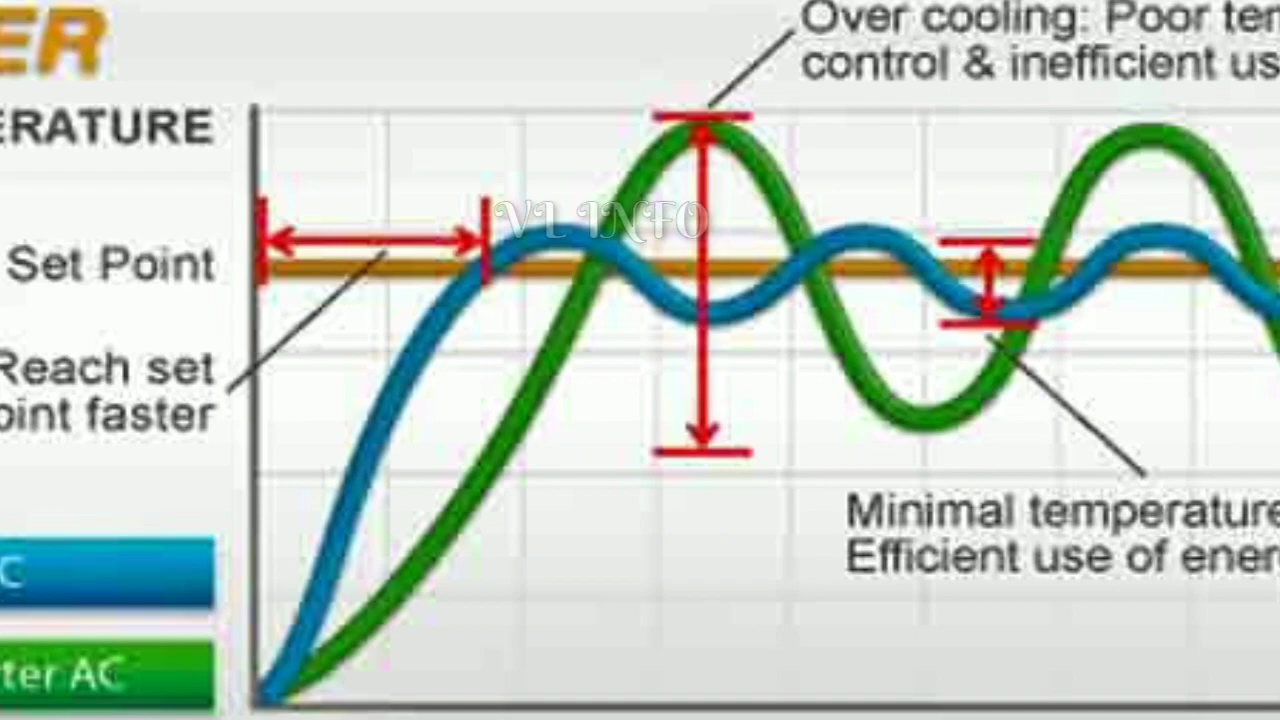 ER
ERATURE
Over cooling: Poor ter
control & inefficient us
VL INFO
Set Point
Reach set
oint faster
Minimal temperature
Efficient use of ener
C
ter AC